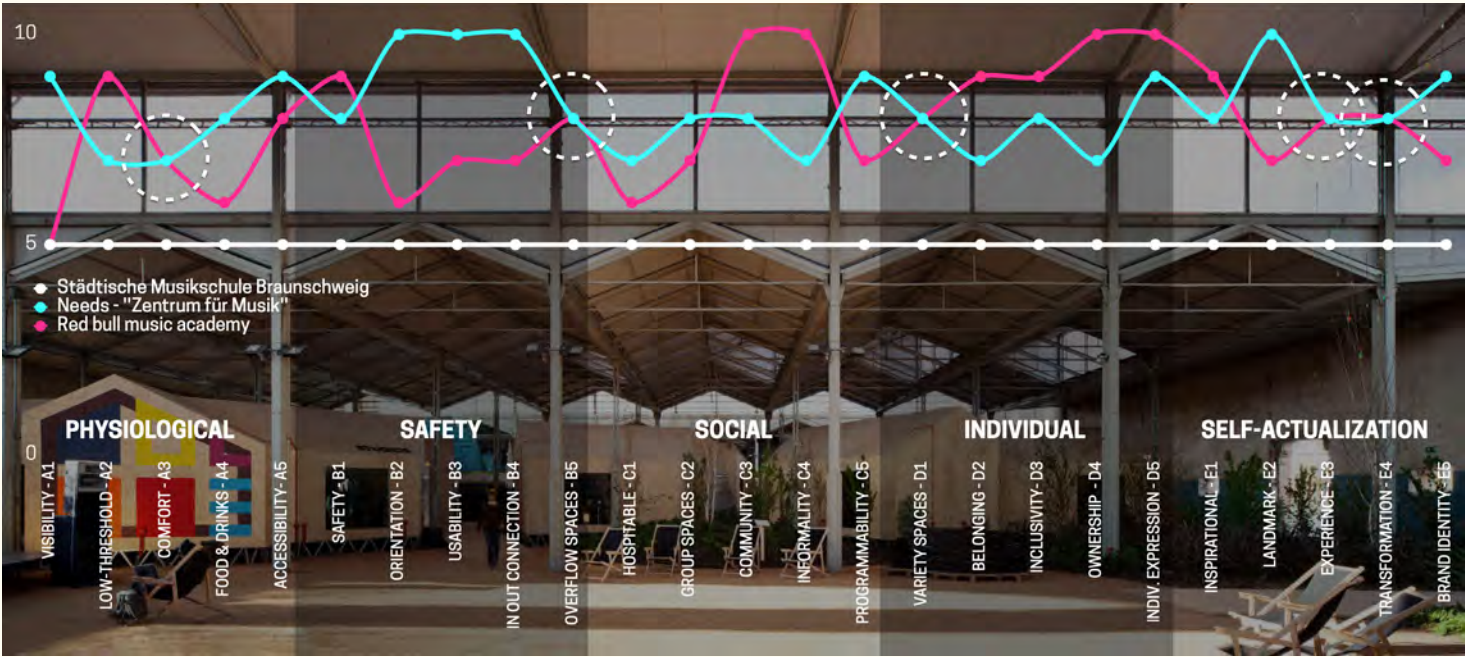 10
5
Städtische Musikschule Braunschweig
Needs - "Zentrum für Musik"
Red bull music academy
PHYSIOLOGICAL
SAFETY
SOCIAL
INDIVIDUAL
SELF-ACTUALIZATION
0
VISIBILITY - A1
LOW-THRESHOLD - A2
COMFORT - A3
FOOD & DRINKS - A4
ACCESSIBILITY- A5
SAFETY - B1
ORIENTATION - B2
USABILITY - B3
IN OUT CONNECTION - B4
OVERFLOW SPACES - B5
HOSPITABLE - C1
GROUP SPACES - C2
COMMUNITY - C3
INFORMALITY - C4
PROGRAMMABILITY - C5
VARIETY SPACES - D1
BELONGING - D2
INCLUSIVITY - D3
OWNERSHIP - D4
INDIV. EXPRESSION - D5
INSPIRATIONAL - E1
LANDMARK - E2
EXPERIENCE - E3
TRANSFORMATION - E4
BRAND IDENTITY - E5